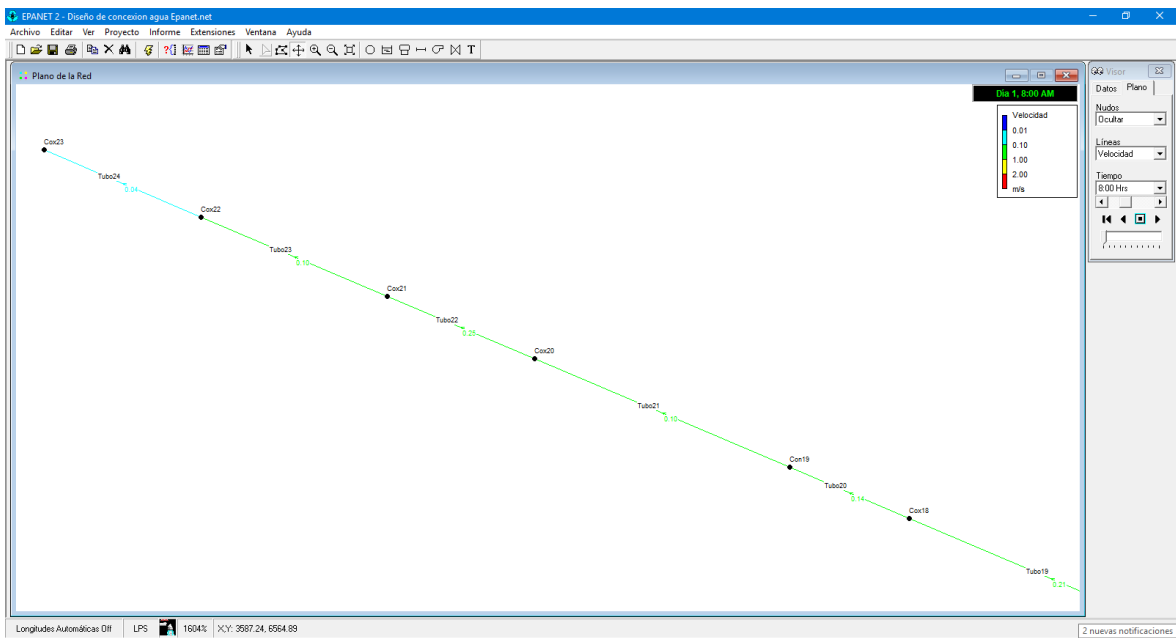 EPANET 2 - Diseño de concexion agua Epanet.net
Archivo Editar Ver Proyecto Informe Extensiones Ventana Ayuda
T
Plano de la Red
Día 1, 8:00 AM
Velocidad
0.01
0.10
1.00
2.00
m/s
Cox23
Tubo24
0.04
Cox22
Tubo23
0.10
Cox21
Tubo22
0.25
Cox20
Tubo21
0.10
Con19
Tubo20
0.14
Cox18
Tubo19
0.21
Visor
Datos Plano
Nudos
Ocultar
Líneas
Velocidad
Tiempo
8:00 Hrs
Longitudes Automáticas Off LPS 1604% X,Y: 3587.24, 6564.89
2 nuevas notificaciones